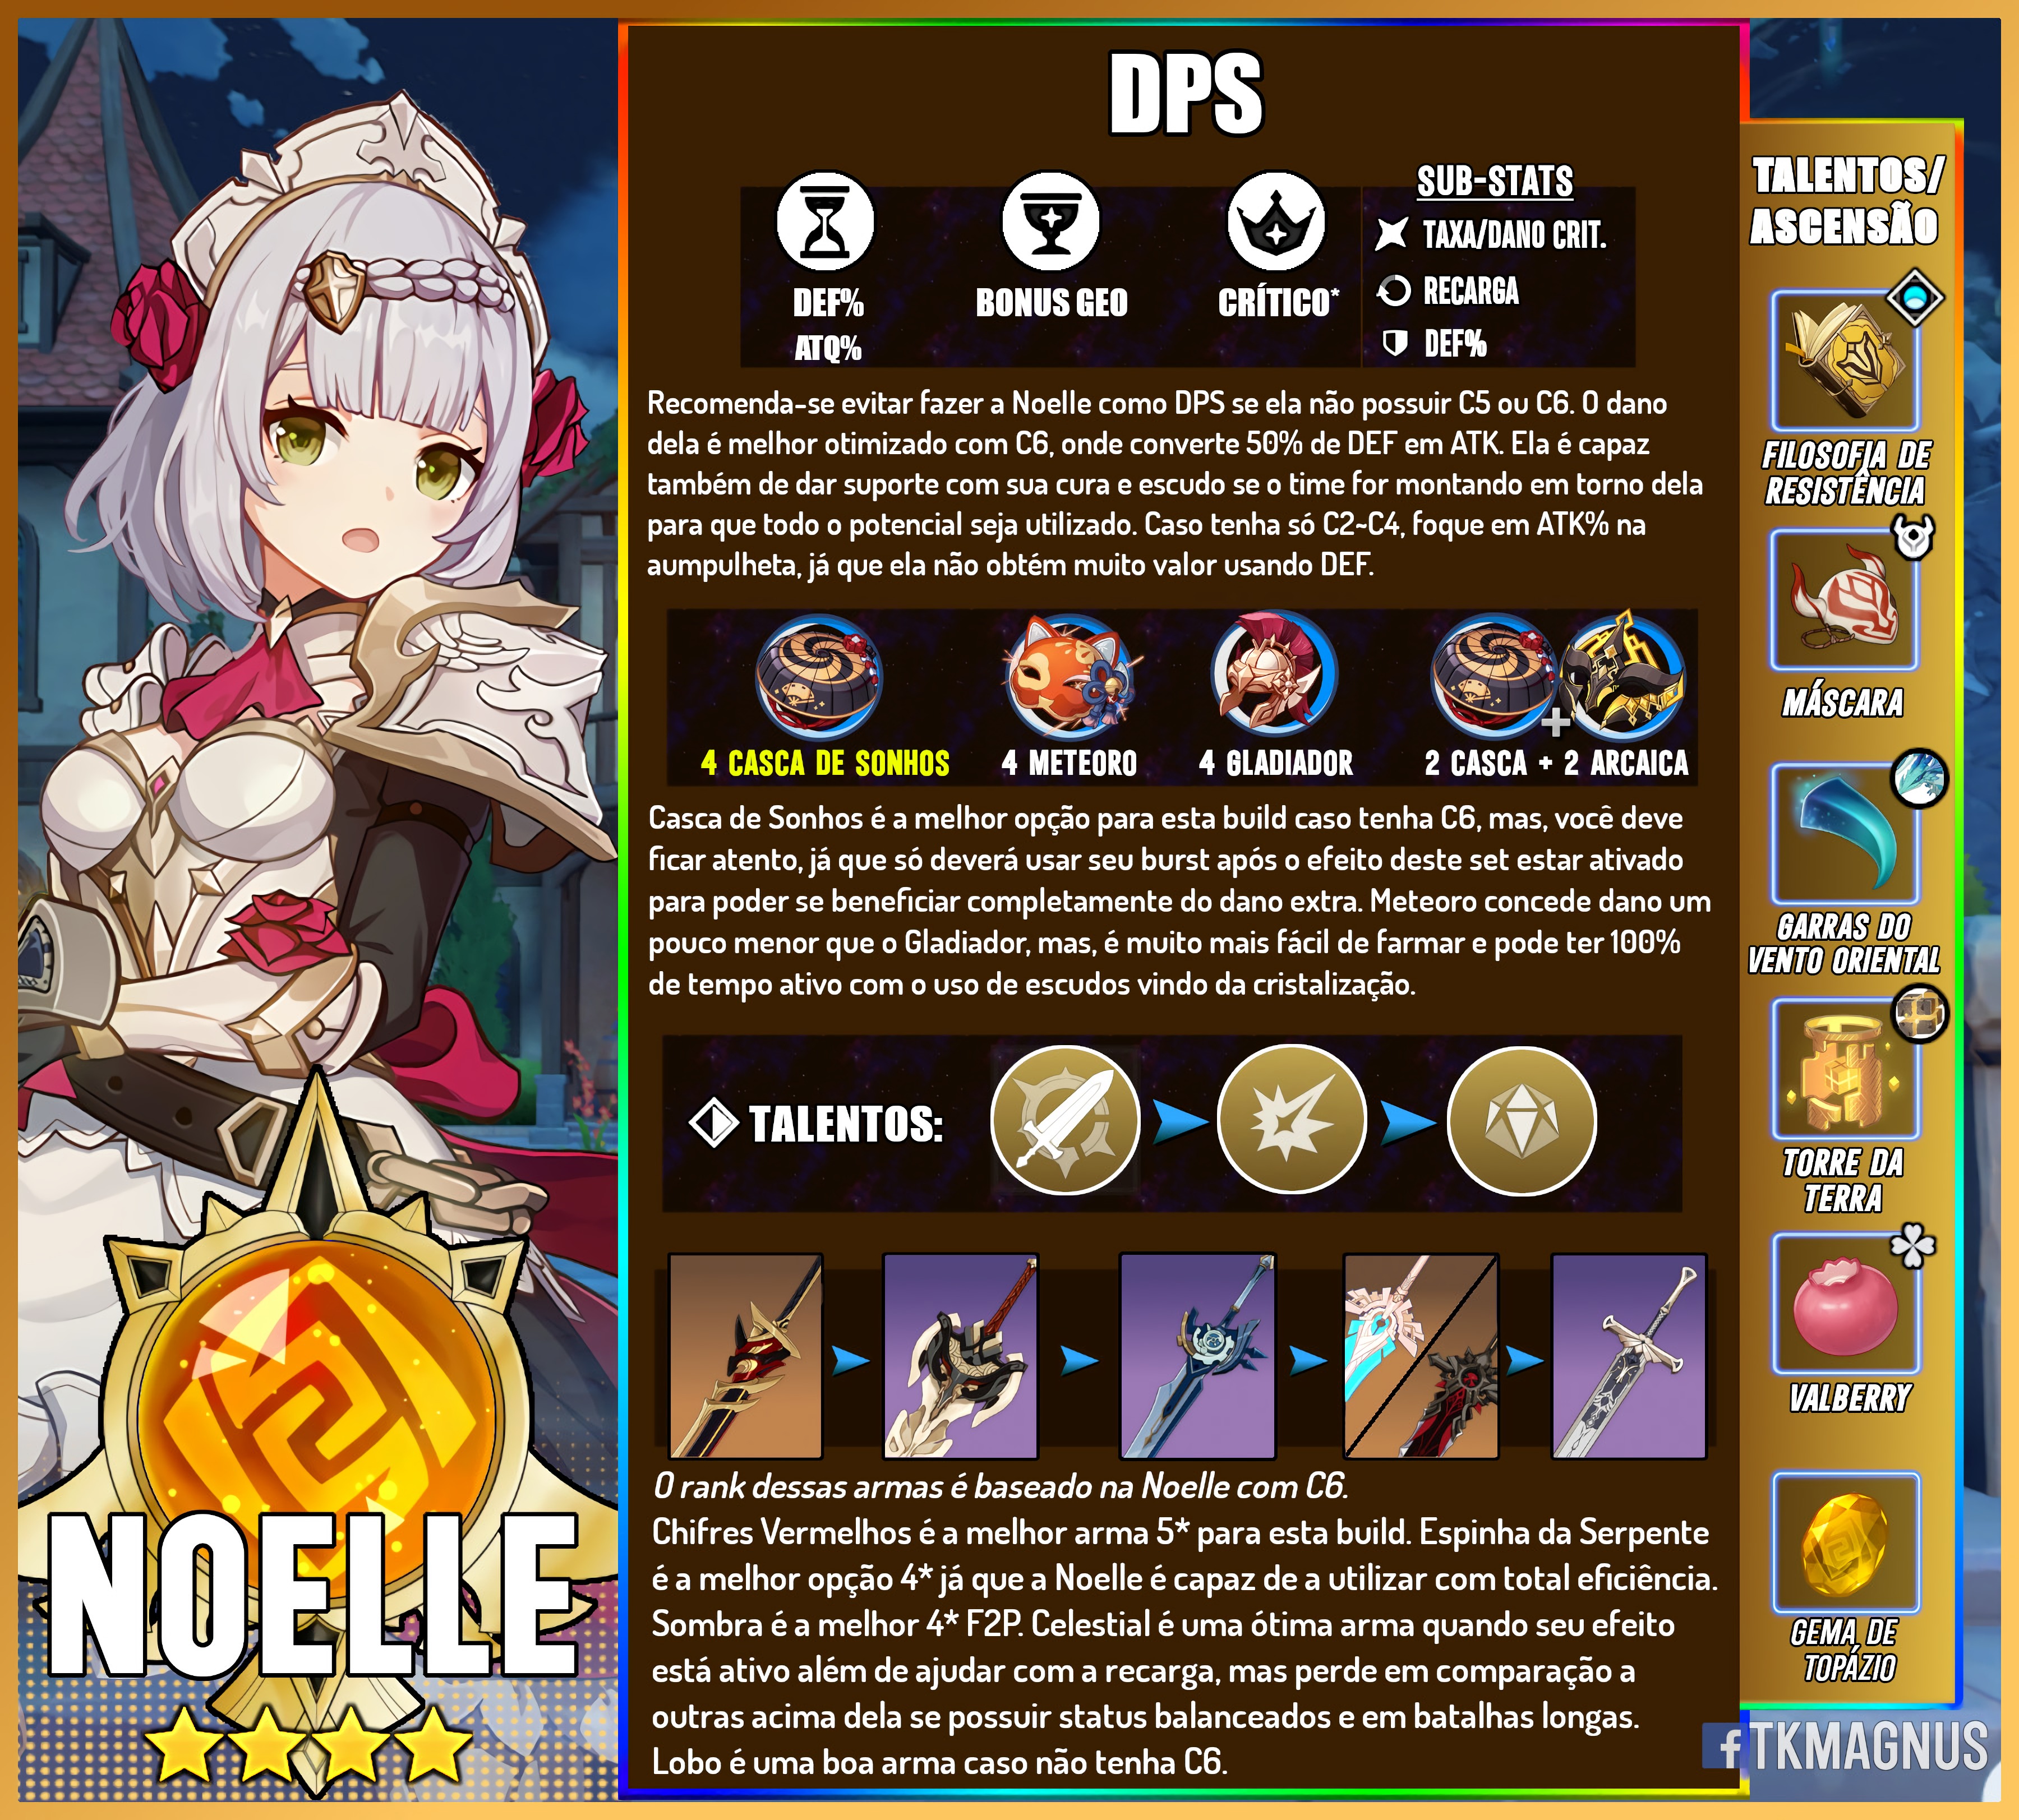 DPS
DEF%
ATQ%
BONUS GEO
CRÍTICO*
SUB-STATS
TAXA/DANO CRIT.
RECARGA
DEF%
Recomenda-se evitar fazer a Noelle como DPS se ela não possuir C5 ou C6. O dano
dela é melhor otimizado com C6, onde converte 50% de DEF em ATK. Ela é capaz
também de dar suporte com sua cura e escudo se o time for montando em torno dela
para que todo o potencial seja utilizado. Caso tenha só C2~C4, foque em ATK% na
aumpulheta, já que ela não obtém muito valor usando DEF.
4 CASCA DE SONHOS
4 METEORO
4 GLADIADOR
2 CASCA + 2 ARCAICA
Casca de Sonhos é a melhor opção para esta build caso tenha C6, mas, você deve
ficar atento, já que só deverá usar seu burst após o efeito deste set estar ativado
para poder se beneficiar completamente do dano extra. Meteoro concede dano um
pouco menor que o Gladiador, mas, é muito mais fácil de farmar e pode ter 100%
de tempo ativo com o uso de escudos vindo da cristalização.
TALENTOS:
O rank dessas armas é baseado na Noelle com C6.
Chifres Vermelhos é a melhor arma 5* para esta build. Espinha da Serpente
é a melhor opção 4* já que a Noelle é capaz de a utilizar com total eficiência.
Sombra é a melhor 4* F2P. Celestial é uma ótima arma quando seu efeito
está ativo além de ajudar com a recarga, mas perde em comparação a
outras acima dela se possuir status balanceados e em batalhas longas.
Lobo é uma boa arma caso não tenha C6.
TALENTOS/
ASCENSÃO
FILOSOFIA DE
RESISTÊNCIA
MÁSCARA
GARRAS DO
VENTO ORIENTAL
TORRE DA
TERRA
VALBERRY
GEMA DE
TOPÁZIO
NOELLE
f TKMAGNUS